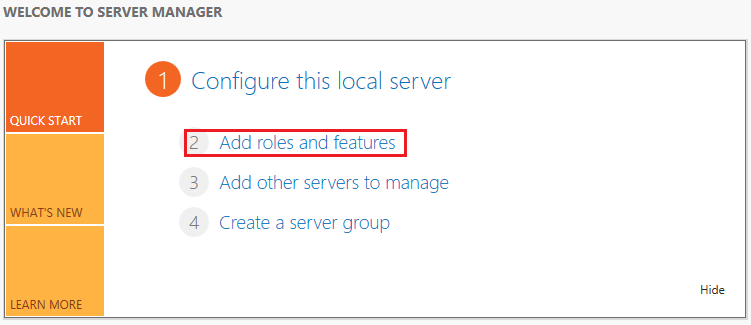 WELCOME TO SERVER MANAGER
QUICK START
1 Configure this local server
2 Add roles and features
3 Add other servers to manage
4 Create a server group
WHAT'S NEW
LEARN MORE
Hide